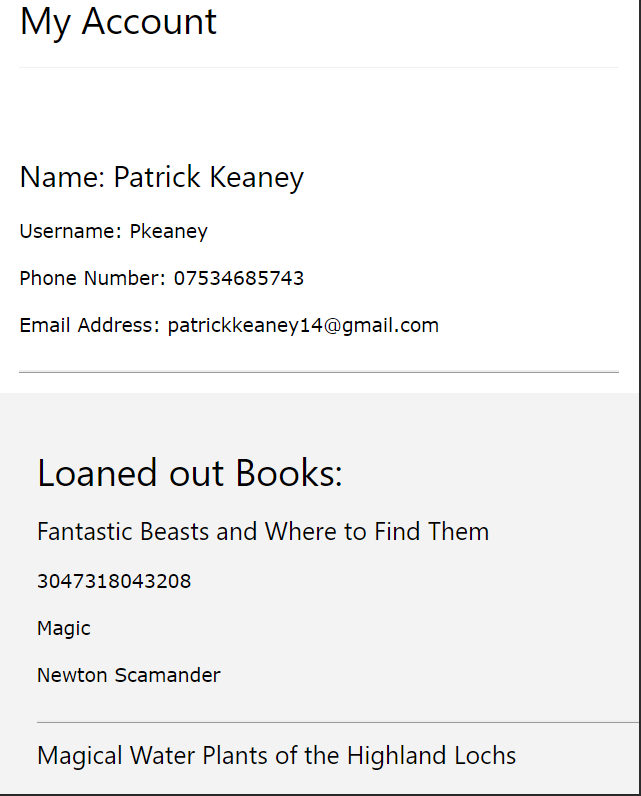 My Account
Name: Patrick Keaney
Username: Pkeaney
Phone Number: 07534685743
Email Address: patrickkeaney14@gmail.com
Loaned out Books:
Fantastic Beasts and Where to Find Them
3047318043208
Magic
Newton Scamander
Magical Water Plants of the Highland Lochs